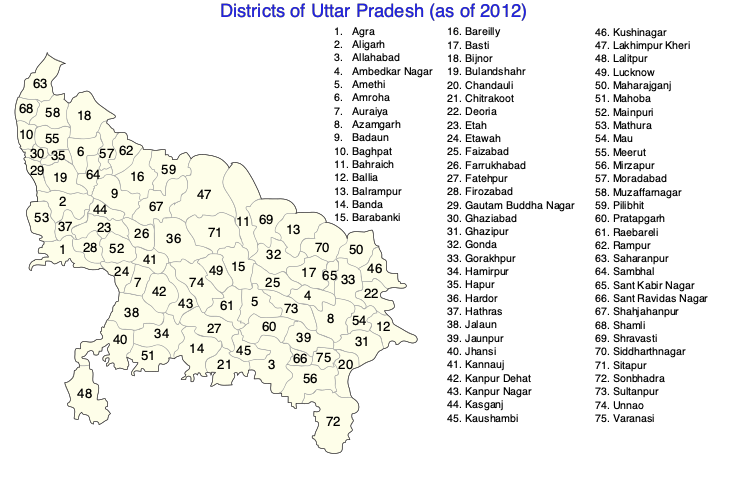 Districts of Uttar Pradesh (as of 2012)
1. Agra
2. Aligarh
3. Allahabad
4. Ambedkar Nagar
5. Amethi
6. Amroha
7. Auraiya
8. Azamgarh
9. Badaun
10. Baghpat
11. Bahraich
12. Ballia
13. Balrampur
14. Banda
15. Barabanki
16. Bareilly
17. Basti
18. Bijnor
19. Bulandshahr
20. Chandauli
21. Chitrakoot
22. Deoria
23. Etah
24. Etawah
25. Faizabad
26. Farrukhabad
27. Fatehpur
28. Firozabad
29. Gautam Buddha Nagar
30. Ghaziabad
31. Ghazipur
32. Gonda
33. Gorakhpur
34. Hamirpur
35. Hapur
36. Hardor
37. Hathras
38. Jalaun
39. Jaunpur
40. Jhansi
41. Kannauj
42. Kanpur Dehat
43. Kanpur Nagar
44. Kasganj
45. Kaushambi
46. Kushinagar
47. Lakhimpur Kheri
48. Lalitpur
49. Lucknow
50. Maharajganj
51. Mahoba
52. Mainpuri
53. Mathura
54. Mau
55. Meerut
56. Mirzapur
57. Moradabad
58. Muzaffarnagar
59. Pilibhit
60. Pratapgarh
61. Raebareli
62. Rampur
63. Saharanpur
64. Sambhal
65. Sant Kabir Nagar
66. Sant Ravidas Nagar
67. Shahjahanpur
68. Shamli
69. Shravasti
70. Siddharthnagar
71. Sitapur
72. Sonbhadra
73. Sultanpur
74. Unnao
75. Varanasi
63
68 58 18
10 55
30 35 6 57 62
29 19 64 16 59
2 9 47
44 67
53 37 23 11 69 13
26 36 71
1 28 52 70 50
41 32
24 49 15 17 65 33 46
7 42 74 25
43 61 5 4 22
38 73
27 60 8 54 12
40 34 39 31
51 14 45 66 75 20
21 3
56
48
72